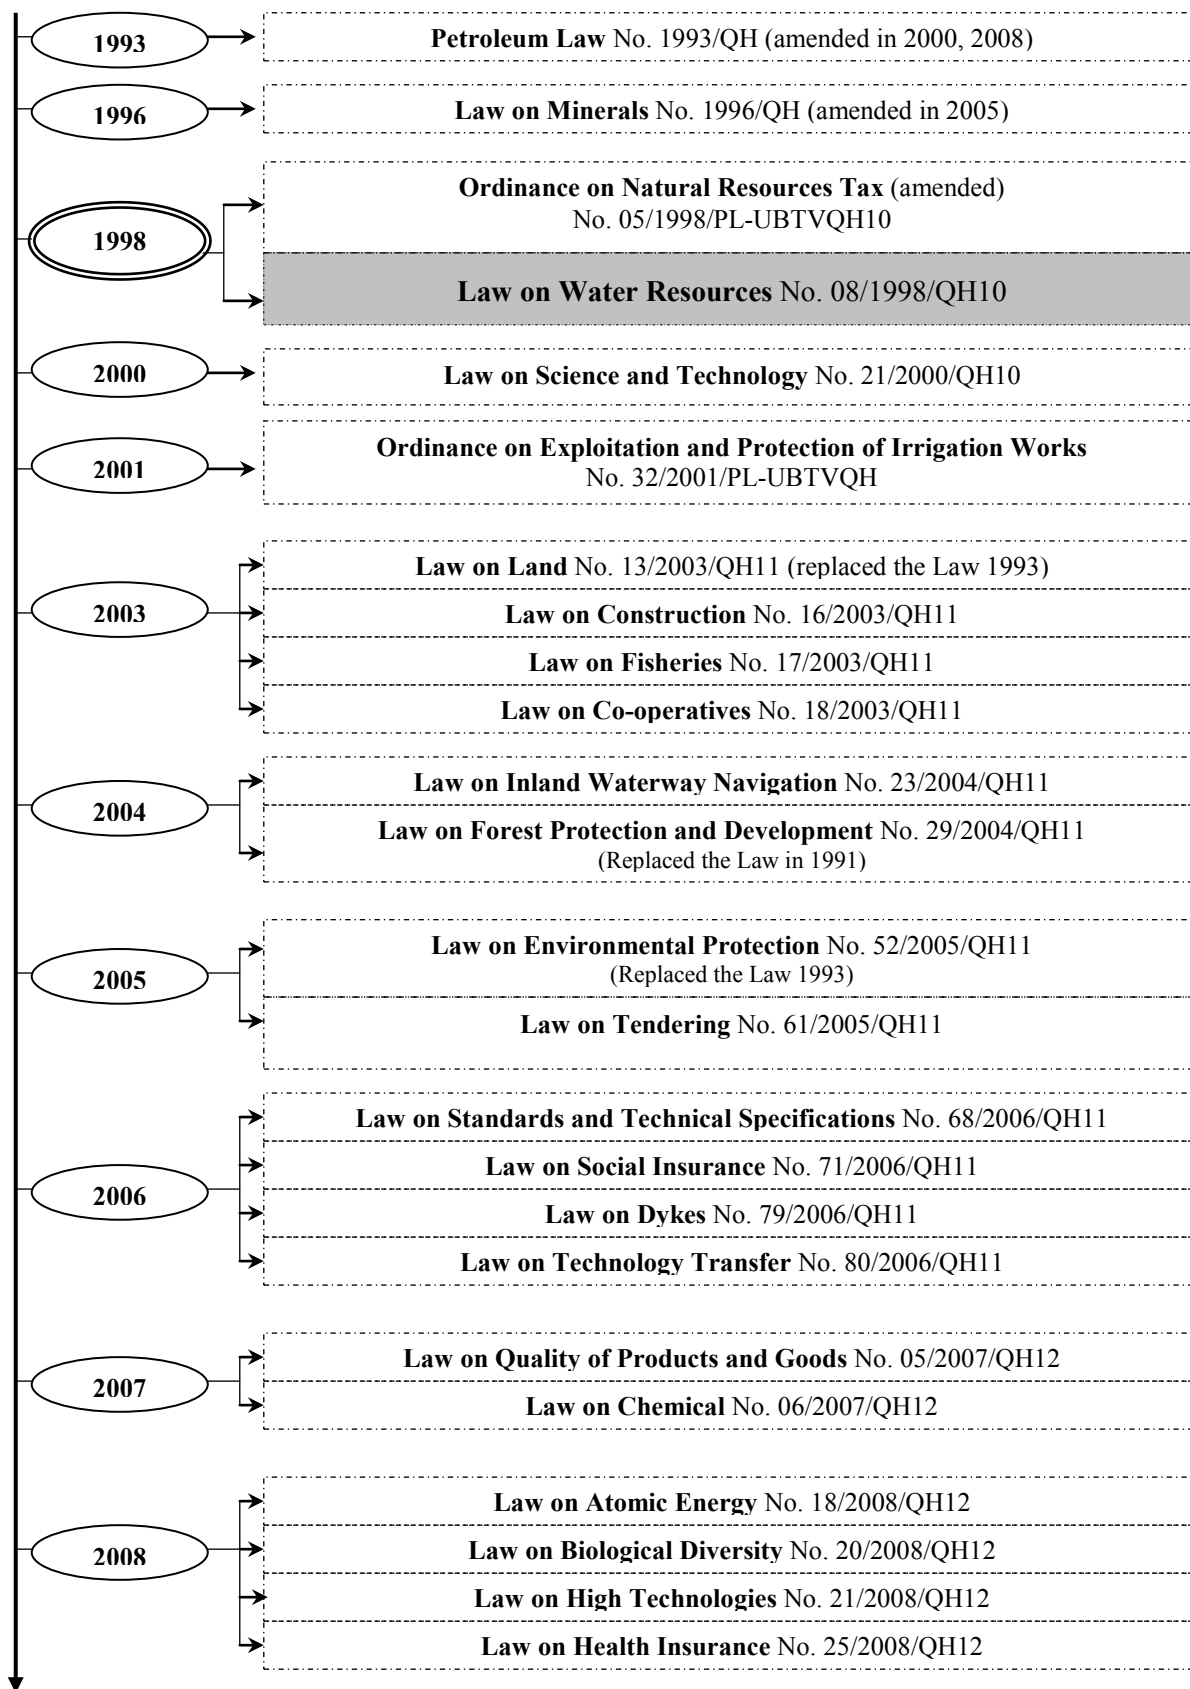 1993
Petroleum Law No. 1993/QH (amended in 2000, 2008)
1996
Law on Minerals No. 1996/QH (amended in 2005)
1998
Ordinance on Natural Resources Tax (amended)
No. 05/1998/PL-UBTVQH10
Law on Water Resources No. 08/1998/QH10
2000
Law on Science and Technology No. 21/2000/QH10
2001
Ordinance on Exploitation and Protection of Irrigation Works
No. 32/2001/PL-UBTVQH
2003
Law on Land No. 13/2003/QH11 (replaced the Law 1993)
Law on Construction No. 16/2003/QH11
Law on Fisheries No. 17/2003/QH11
Law on Co-operatives No. 18/2003/QH11
2004
Law on Inland Waterway Navigation No. 23/2004/QH11
Law on Forest Protection and Development No. 29/2004/QH11
(Replaced the Law in 1991)
2005
Law on Environmental Protection No. 52/2005/QH11
(Replaced the Law 1993)
Law on Tendering No. 61/2005/QH11
2006
Law on Standards and Technical Specifications No. 68/2006/QH11
Law on Social Insurance No. 71/2006/QH11
Law on Dykes No. 79/2006/QH11
Law on Technology Transfer No. 80/2006/QH11
2007
Law on Quality of Products and Goods No. 05/2007/QH12
Law on Chemical No. 06/2007/QH12
2008
Law on Atomic Energy No. 18/2008/QH12
Law on Biological Diversity No. 20/2008/QH12
Law on High Technologies No. 21/2008/QH12
Law on Health Insurance No. 25/2008/QH12